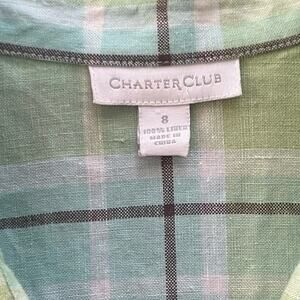 CHARTER CLUB
8
100% LINEN
MADE IN
CHINA